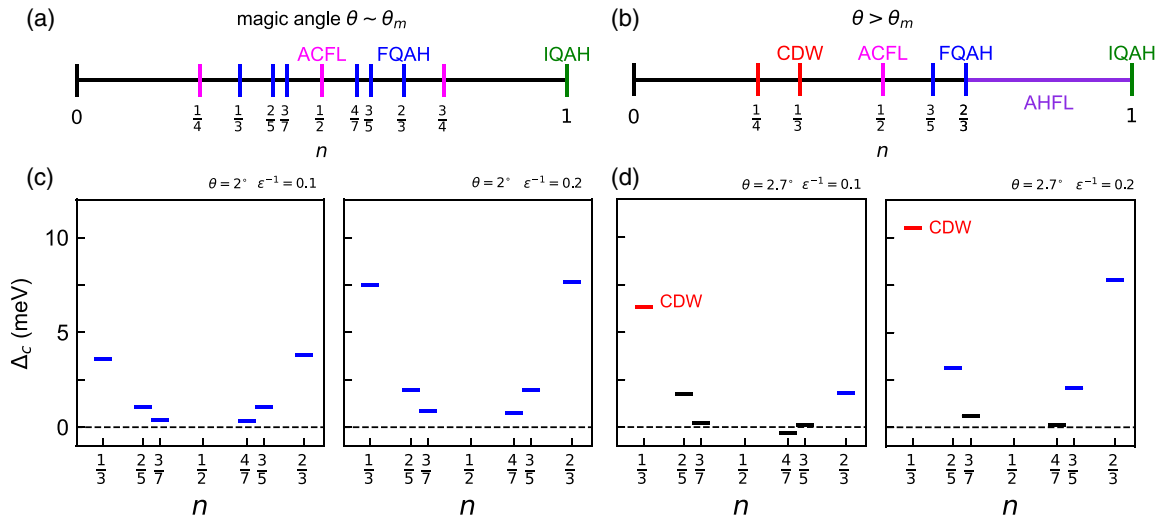 (a)
magic angle θ ∼ θm
ACFL
FQAH
IQAH
0
1/4
1/3
2/5
3/7
1/2
4/7
3/5
2/3
3/4
1
n
(b)
θ > θm
CDW
ACFL
FQAH
IQAH
AHFL
0
1/4
1/3
1/2
3/5
2/3
1
n
(c)
θ = 2° ε⁻¹ = 0.1
θ = 2° ε⁻¹ = 0.2
10
5
0
Δc (meV)
1/3
2/5
3/7
1/2
4/7
3/5
2/3
n
1/3
2/5
3/7
1/2
4/7
3/5
2/3
n
(d)
θ = 2.7° ε⁻¹ = 0.1
θ = 2.7° ε⁻¹ = 0.2
CDW
CDW
1/3
2/5
3/7
1/2
4/7
3/5
2/3
n
1/3
2/5
3/7
1/2
4/7
3/5
2/3
n